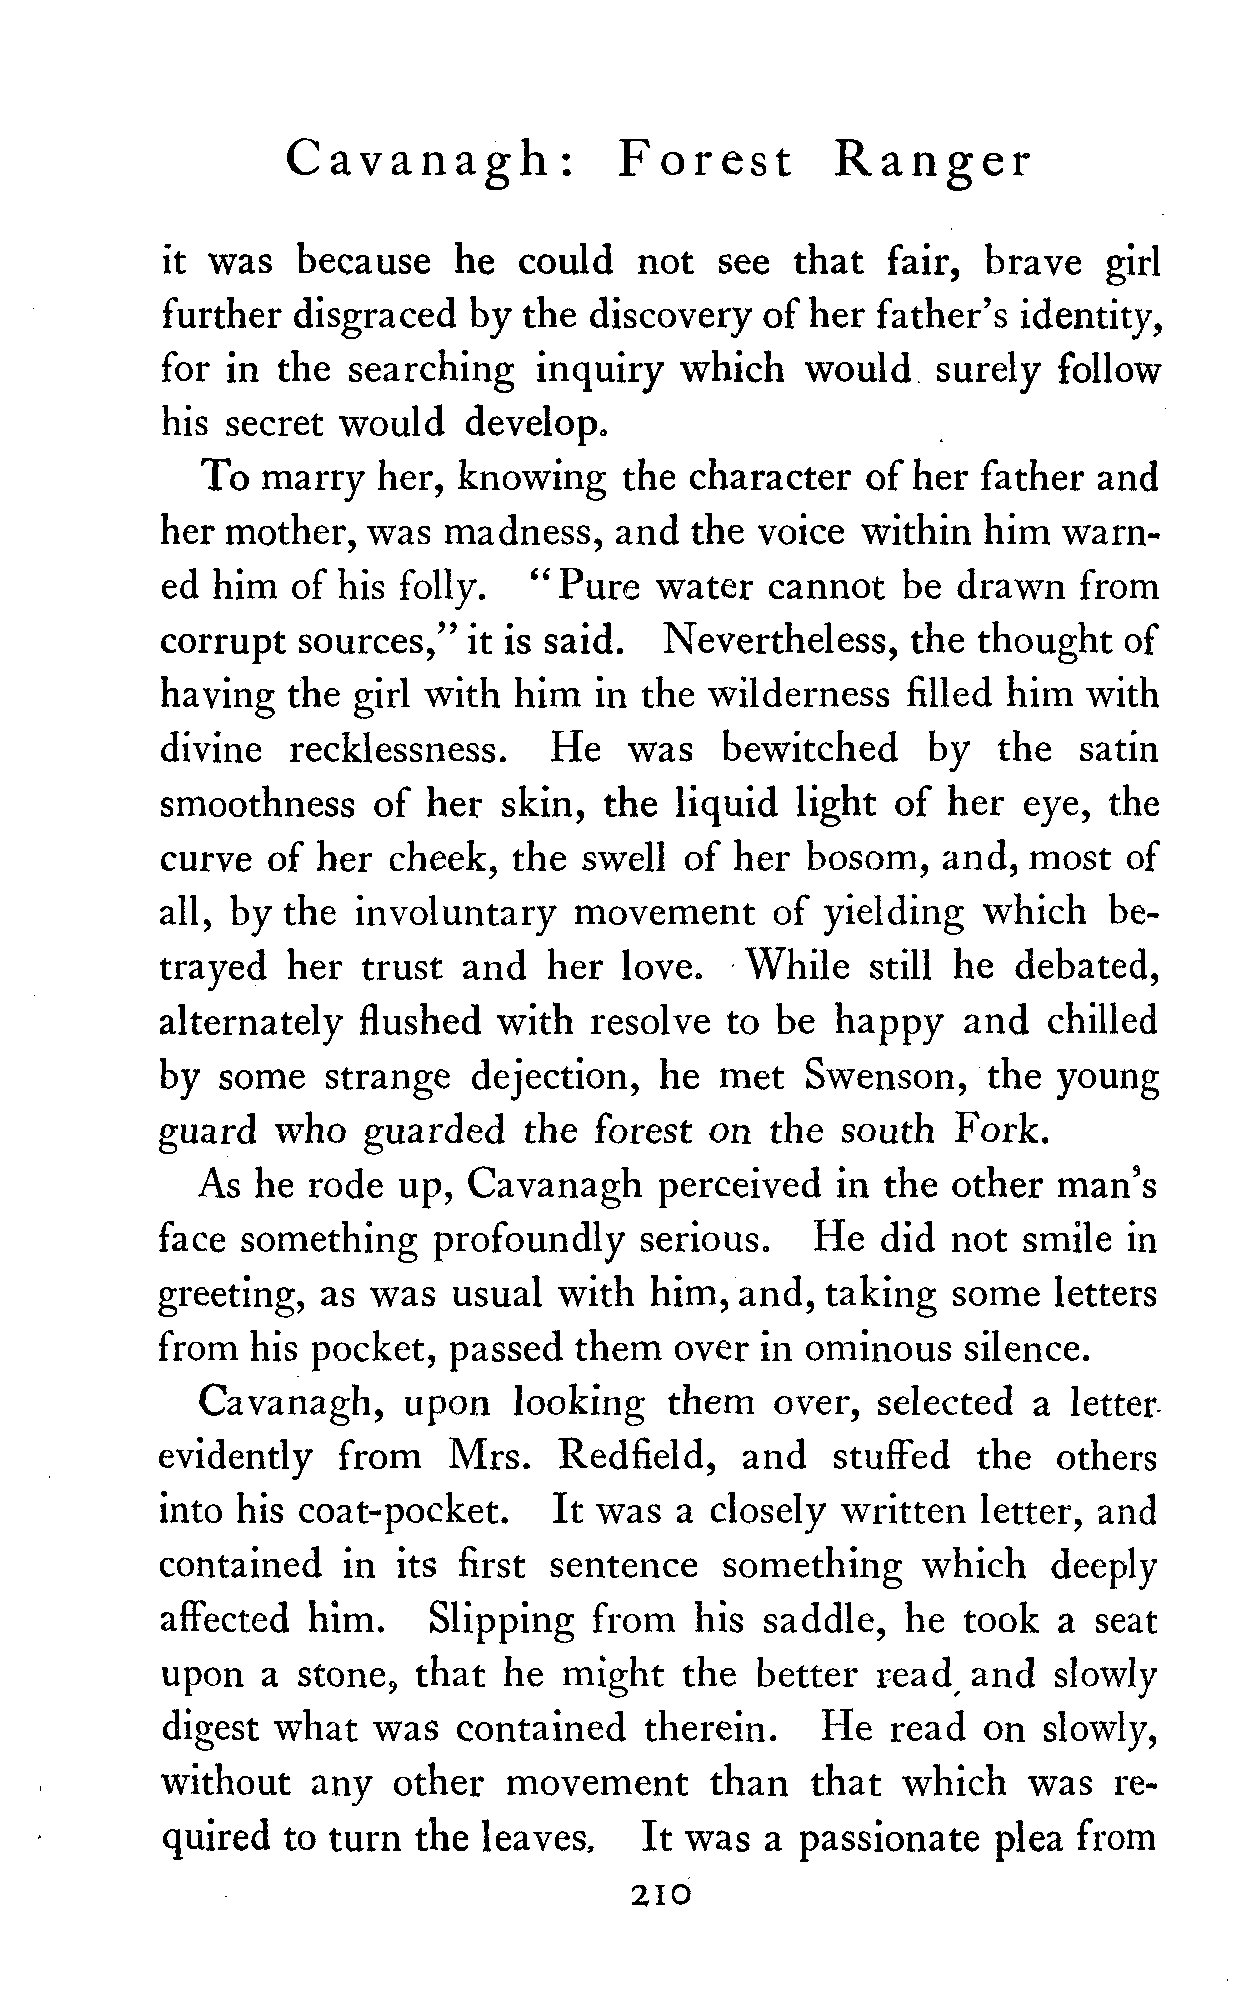 Cavanagh: Forest Ranger
it was because he could not see that fair, brave girl
further disgraced by the discovery of her father's identity,
for in the searching inquiry which would surely follow
his secret would develop.
To marry her, knowing the character of her father and
her mother, was madness, and the voice within him warn-
ed him of his folly. "Pure water cannot be drawn from
corrupt sources," it is said. Nevertheless, the thought of
having the girl with him in the wilderness filled him with
divine recklessness. He was bewitched by the satin
smoothness of her skin, the liquid light of her eye, the
curve of her cheek, the swell of her bosom, and, most of
all, by the involuntary movement of yielding which be-
trayed her trust and her love. While still he debated,
alternately flushed with resolve to be happy and chilled
by some strange dejection, he met Swenson, the young
guard who guarded the forest on the south Fork.
As he rode up, Cavanagh perceived in the other man's
face something profoundly serious. He did not smile in
greeting, as was usual with him, and, taking some letters
from his pocket, passed them over in ominous silence.
Cavanagh, upon looking them over, selected a letter
evidently from Mrs. Redfield, and stuffed the others
into his coat-pocket. It was a closely written letter, and
contained in its first sentence something which deeply
affected him. Slipping from his saddle, he took a seat
upon a stone, that he might the better read and slowly
digest what was contained therein. He read on slowly,
without any other movement than that which was re-
quired to turn the leaves. It was a passionate plea from
210